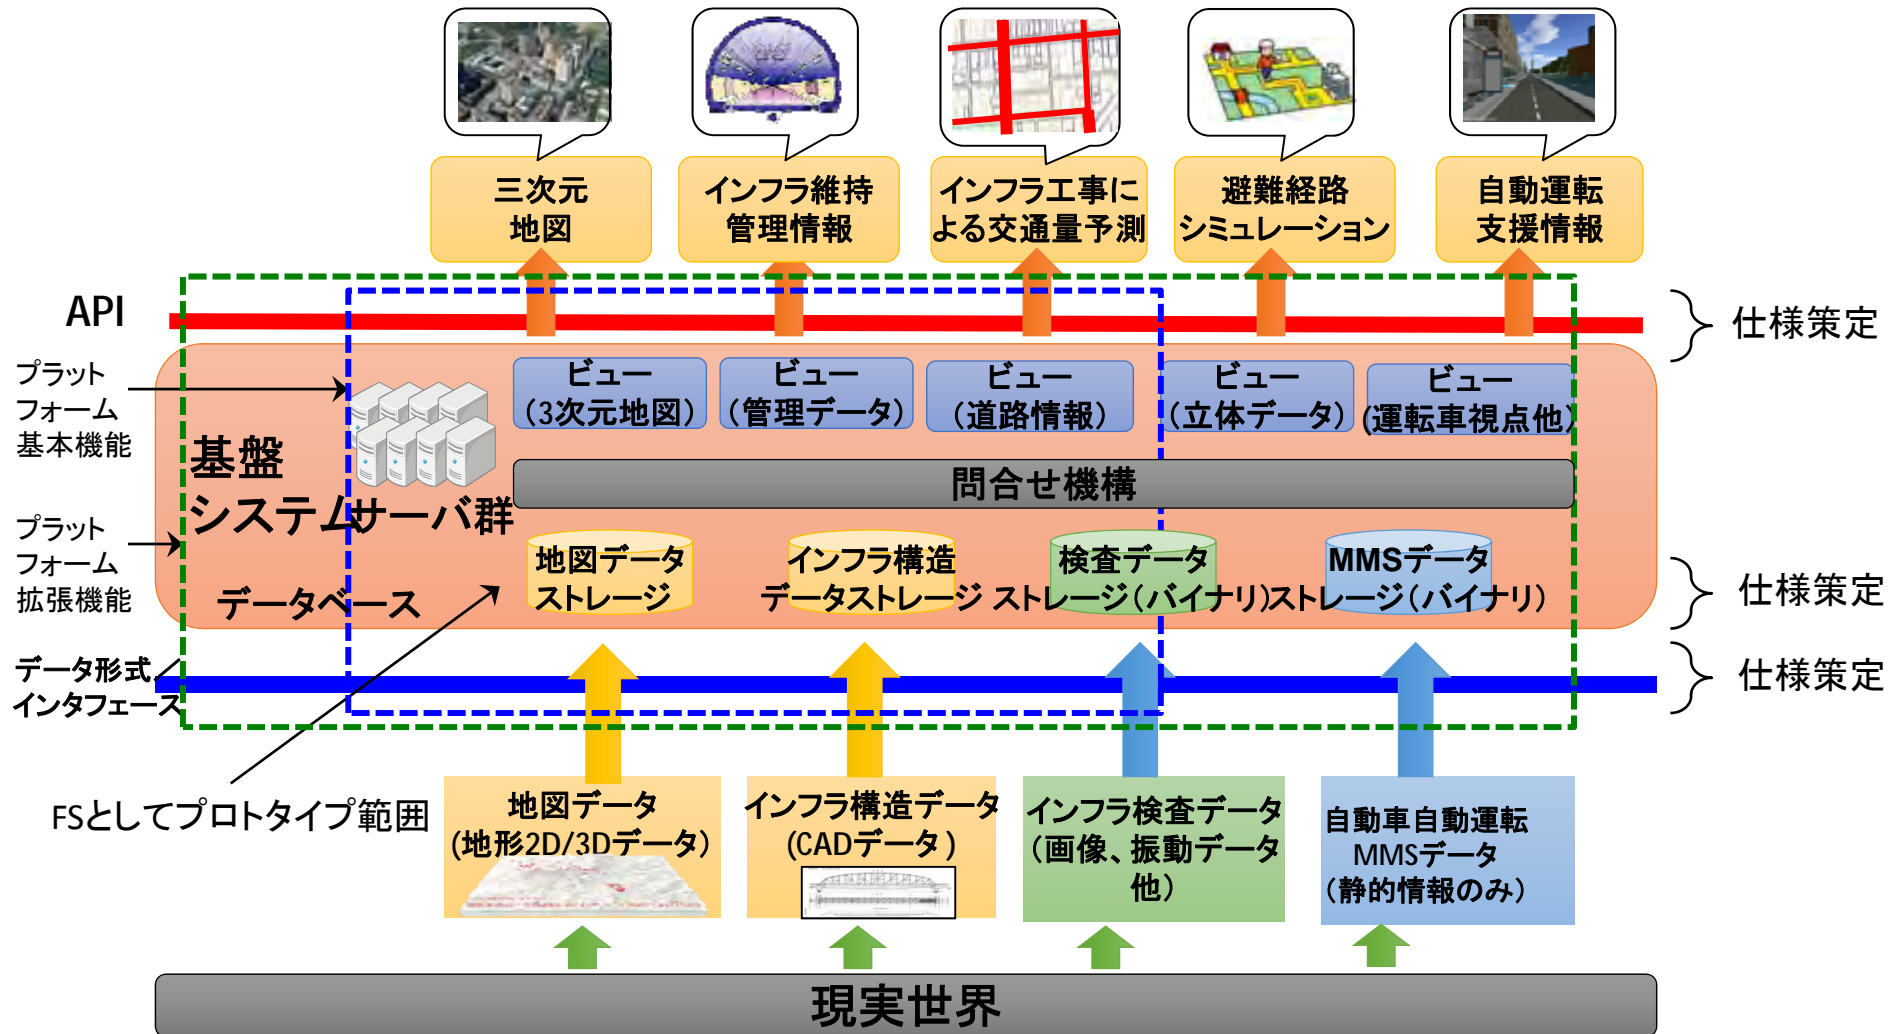 三次元
地図
インフラ維持
管理情報
インフラ工事に
よる交通量予測
避難経路
シミュレーション
自動運転
支援情報
API
仕様策定
プラット
フォーム
基本機能
ビュー
（3次元地図）
ビュー
（管理データ）
ビュー
（道路情報）
ビュー
（立体データ）
ビュー
（運転車視点他）
基盤
システム
サーバ群
問合せ機構
プラット
フォーム
拡張機能
データベース
地図データ
ストレージ
インフラ構造
データストレージ
検査データ
ストレージ（バイナリ）
MMSデータ
ストレージ（バイナリ）
仕様策定
データ形式
インタフェース
仕様策定
FSとしてプロトタイプ範囲
地図データ
（地形2D/3Dデータ）
インフラ構造データ
（CADデータ）
インフラ検査データ
（画像、振動データ
他）
自動車自動運転
MMSデータ
（静的情報のみ）
現実世界